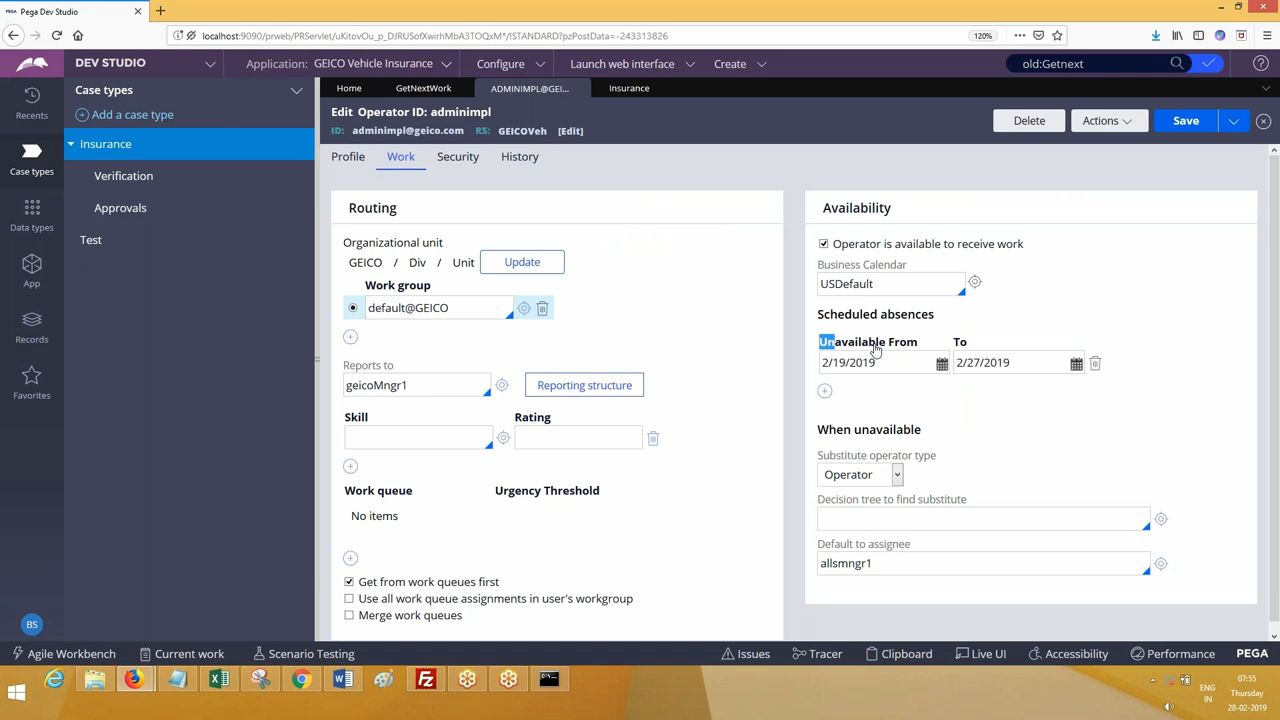 Pega Dev Studio
localhost:9090/prweb/PRServlet/uKitovOu_p_DJRUSofXwirhMbA3TOQxM*/!STANDARD?pzPostData=-243313826
120%
PEGA
DEV STUDIO
Application: GEICO Vehicle Insurance
Configure
Launch web interface
Create
old:Getnext
Recents
Case types
Data types
App
Records
Favorites
BS
Case types
Add a case type
Insurance
Verification
Approvals
Test
Home
GetNextWork
ADMINIMPL@GEI...
Insurance
Edit Operator ID: adminimpl
ID: adminimpl@geico.com RS: GEICOVeh [Edit]
Delete
Actions
Save
Profile
Work
Security
History
Routing
Organizational unit
GEICO / Div / Unit
Update
Work group
default@GEICO
Reports to
geicoMngr1
Reporting structure
Skill
Rating
Work queue
Urgency Threshold
No items
Get from work queues first
Use all work queue assignments in user's workgroup
Merge work queues
Availability
Operator is available to receive work
Business Calendar
USDefault
Scheduled absences
Unavailable From
To
2/19/2019
2/27/2019
When unavailable
Substitute operator type
Operator
Decision tree to find substitute
Default to assignee
allsmngr1
Agile Workbench
Current work
Scenario Testing
Issues
Tracer
Clipboard
Live UI
Accessibility
Performance
PEGA
ENG
IN
07:55
Thursday
28-02-2019